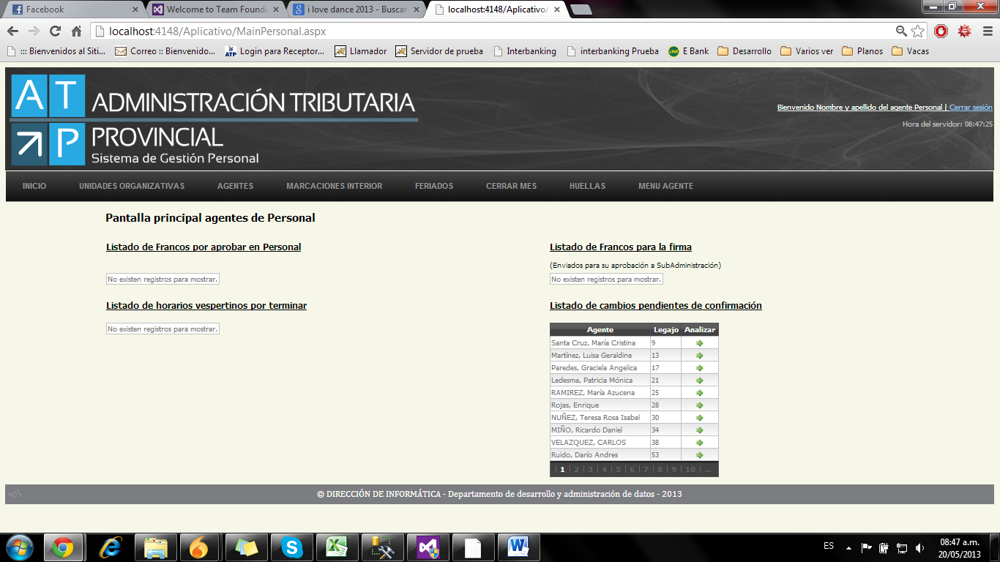 Facebook
Welcome to Team Founda
i love dance 2013 - Buscar
localhost:4148/Aplicativo/
localhost:4148/Aplicativo/MainPersonal.aspx
::: Bienvenidos al Siti... Correo :: Bienvenido... Login para Receptor... Llamador Servidor de prueba Interbanking interbanking Prueba E Bank Desarrollo Varios ver Planos Vacas
A T
P
ADMINISTRACIÓN TRIBUTARIA
PROVINCIAL
Sistema de Gestión Personal
Bienvenido Nombre y apellido del agente Personal | Cerrar sesión
Hora del servidor: 08:47:25
INICIO UNIDADES ORGANIZATIVAS AGENTES MARCACIONES INTERIOR FERIADOS CERRAR MES HUELLAS MENU AGENTE
Pantalla principal agentes de Personal
Listado de Francos por aprobar en Personal
No existen registros para mostrar.
Listado de Francos para la firma
(Enviados para su aprobación a SubAdministración)
No existen registros para mostrar.
Listado de horarios vespertinos por terminar
No existen registros para mostrar.
Listado de cambios pendientes de confirmación
Agente Legajo Analizar
Santa Cruz, María Cristina 9
Martínez, Luisa Geraldine 13
Paredes, Graciela Angelica 17
Ledesma, Patricia Mónica 21
RAMIREZ, María Azucena 25
Rojas, Enrique 28
NUÑEZ, Teresa Rosa Isabel 30
MIÑO, Ricardo Daniel 34
VELAZQUEZ, CARLOS 38
Ruido, Darío Andres 53
| 1 | 2 | 3 | 4 | 5 | 6 | 7 | 8 | 9 | 10 | ...
© DIRECCIÓN DE INFORMÁTICA - Departamento de desarrollo y administración de datos - 2013
ES
08:47 a.m.
20/05/2013